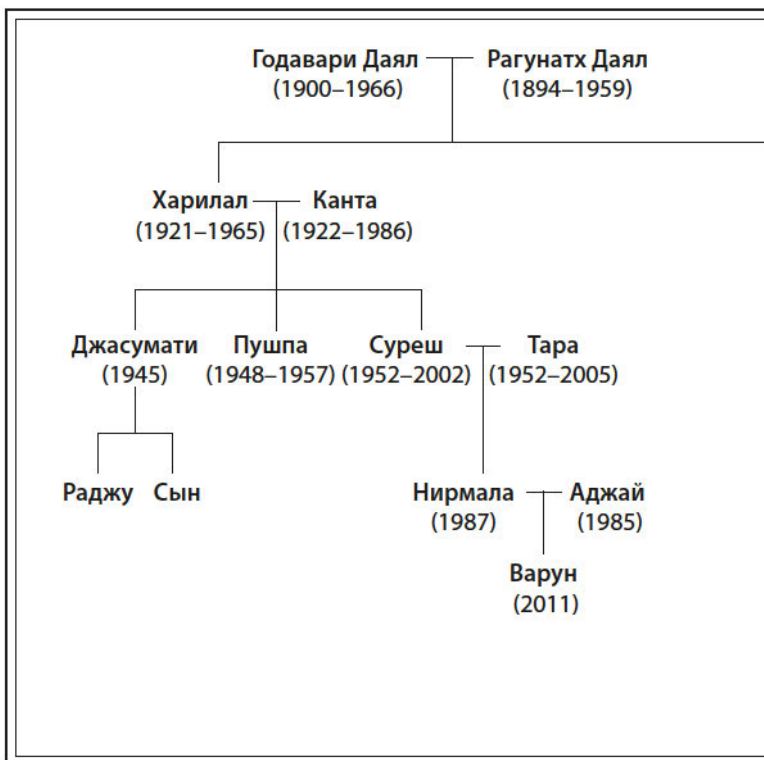 Годавари Даял Рагунатх Даял
(1900–1966) (1894–1959)
Харилал Канта
(1921–1965) (1922–1986)
Джасумати Пушпа Суреш Тара
(1945) (1948–1957) (1952–2002) (1952–2005)
Раджу Сын Нирмала Аджай
(1987) (1985)
Варун
(2011)